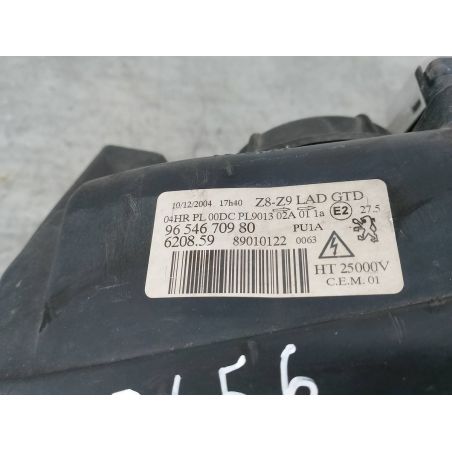 10/12/2004 17h40 Z8-Z9 LAD GTD
04HR PL 00DC PL9013 02A 01 1a E2 27.5
96 546 709 80 PU1A
6208.59 89010122 0063
HT 25000V
C.E.M. 01